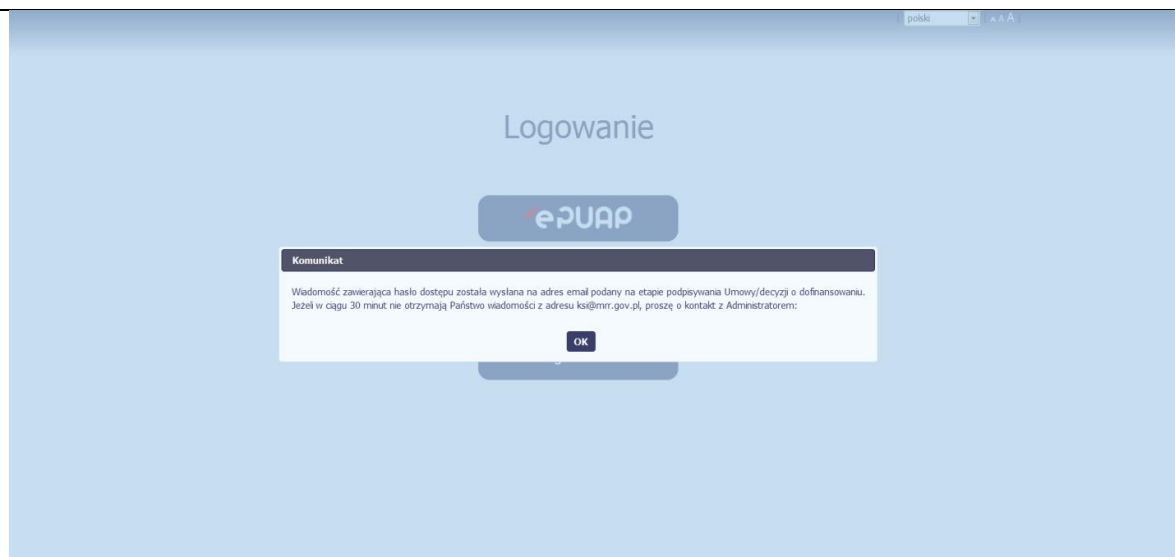 polski
A A A
Logowanie
ePUAP
Komunikat
Wiadomość zawierająca hasło dostępu została wysłana na adres email podany na etapie podpisywania Umowy/decyzji o dofinansowaniu.
Jeżeli w ciągu 30 minut nie otrzymają Państwo wiadomości z adresu ksi@mrr.gov.pl, proszę o kontakt z Administratorem:
OK